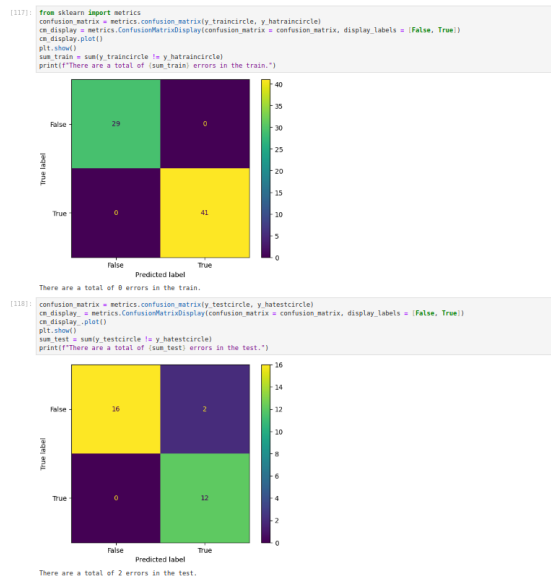 [117]: from sklearn import metrics
confusion_matrix = metrics.confusion_matrix(y_traincircle, y_hatraincircle)
cm_display = metrics.ConfusionMatrixDisplay(confusion_matrix = confusion_matrix, display_labels = [False, True])
cm_display.plot()
plt.show()
sum_train = sum(y_traincircle != y_hatraincircle)
print(f"There are a total of {sum_train} errors in the train.")
40
35
30
25
20
15
10
5
0
False
True
True label
29
0
0
41
False
True
Predicted label
There are a total of 0 errors in the train.
[118]: confusion_matrix = metrics.confusion_matrix(y_testcircle, y_hatestcircle)
cm_display_ = metrics.ConfusionMatrixDisplay(confusion_matrix = confusion_matrix, display_labels = [False, True])
cm_display_.plot()
plt.show()
sum_test = sum(y_testcircle != y_hatestcircle)
print(f"There are a total of {sum_test} errors in the test.")
16
14
12
10
8
6
4
2
0
False
True
True label
16
2
0
12
False
True
Predicted label
There are a total of 2 errors in the test.